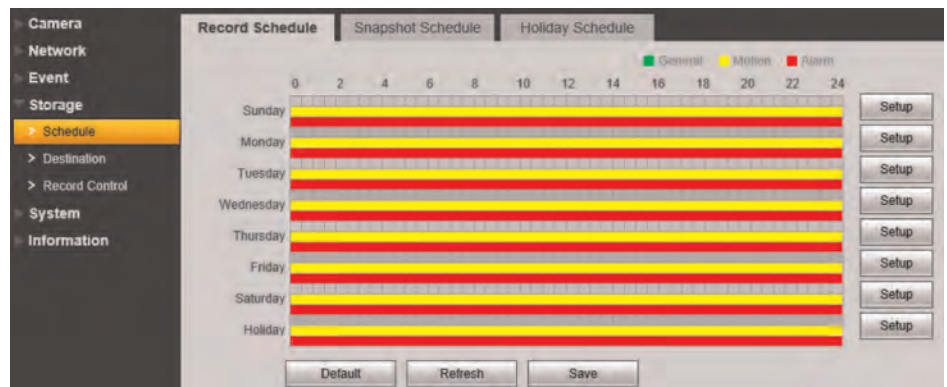 Camera
Network
Event
Storage
> Schedule
> Destination
> Record Control
System
Information
Record Schedule Snapshot Schedule Holiday Schedule
General Motion Alarm
0 2 4 6 8 10 12 14 16 18 20 22 24
Sunday Setup
Monday Setup
Tuesday Setup
Wednesday Setup
Thursday Setup
Friday Setup
Saturday Setup
Holiday Setup
Default Refresh Save